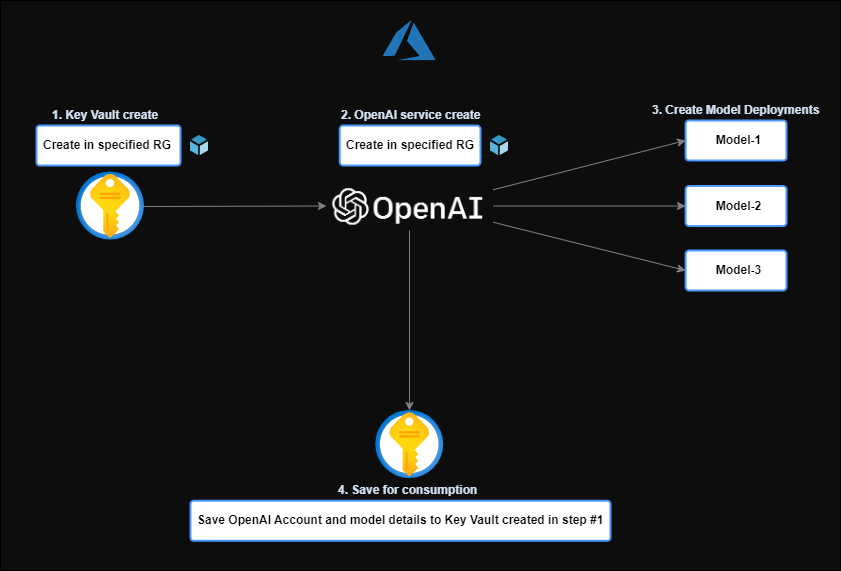 1. Key Vault create
Create in specified RG
2. OpenAI service create
Create in specified RG
OpenAI
3. Create Model Deployments
Model-1
Model-2
Model-3
4. Save for consumption
Save OpenAI Account and model details to Key Vault created in step #1